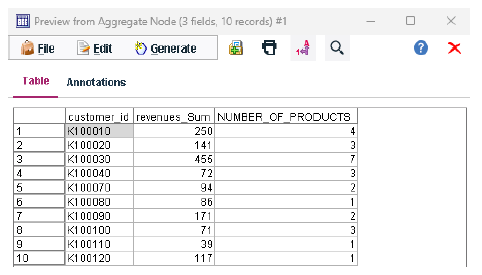 Preview from Aggregate Node (3 fields, 10 records) #1
File Edit Generate
Table Annotations
customer_id revenues_Sum NUMBER_OF_PRODUCTS
1 K100010 250 4
2 K100020 141 3
3 K100030 455 7
4 K100040 72 3
5 K100070 94 2
6 K100080 86 1
7 K100090 171 2
8 K100100 71 3
9 K100110 39 1
10 K100120 117 1